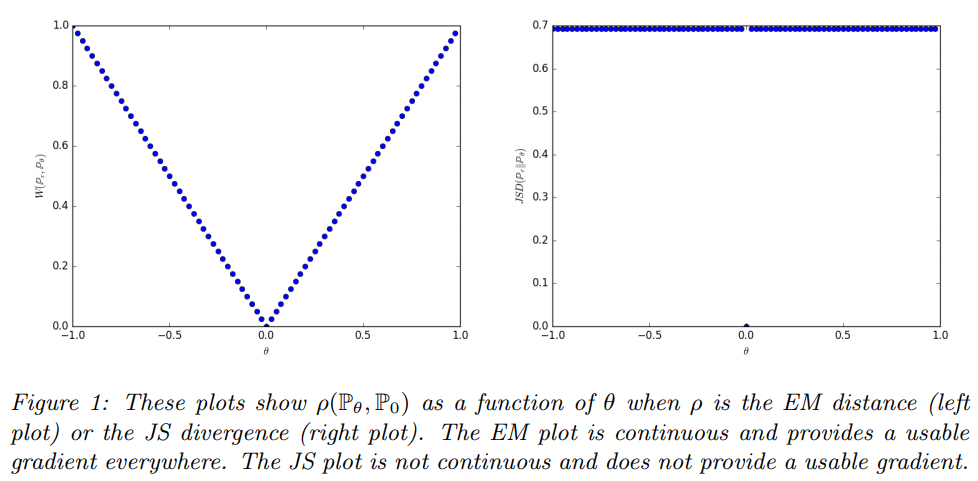 1.0
0.8
0.6
0.4
0.2
0.0
W(P_r, P_θ)
−1.0 −0.5 0.0 0.5 1.0
θ
0.7
0.6
0.5
0.4
0.3
0.2
0.1
0.0
JSD(P_r‖P_θ)
−1.0 −0.5 0.0 0.5 1.0
θ
Figure 1: These plots show ρ(ℙ_θ, ℙ_0) as a function of θ when ρ is the EM distance (left
plot) or the JS divergence (right plot). The EM plot is continuous and provides a usable
gradient everywhere. The JS plot is not continuous and does not provide a usable gradient.